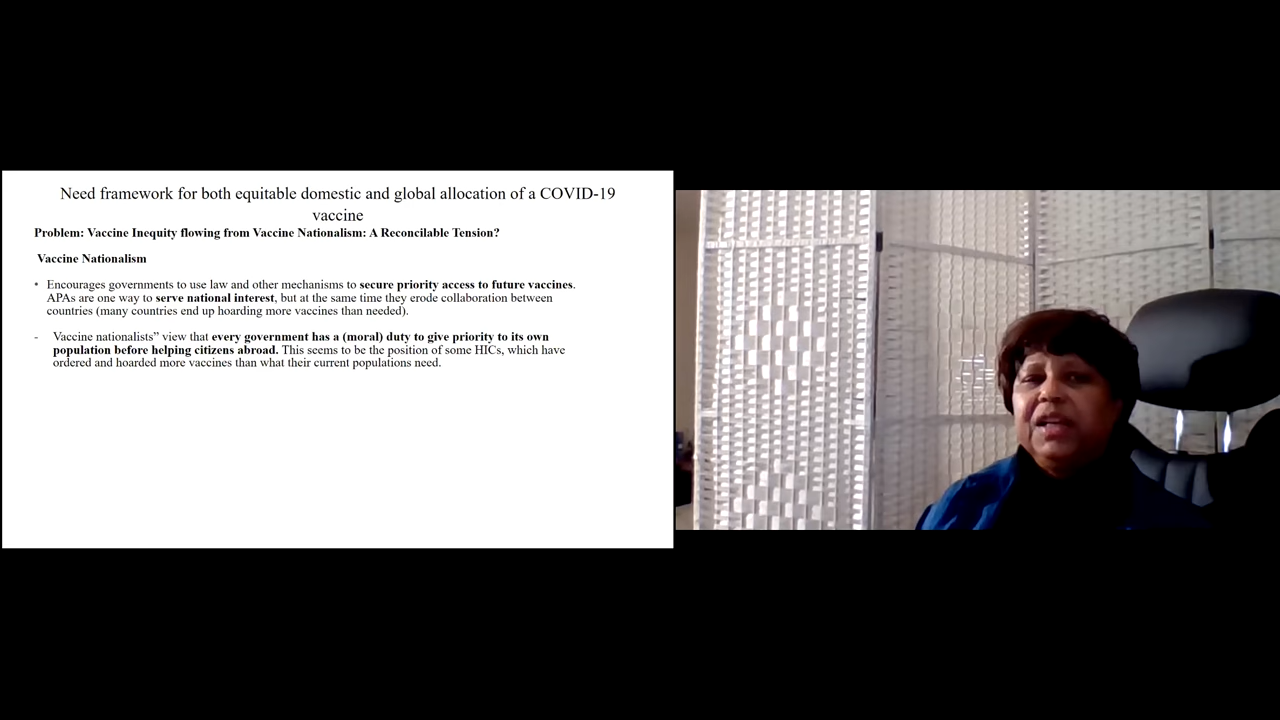 Need framework for both equitable domestic and global allocation of a COVID-19
vaccine
Problem: Vaccine Inequity flowing from Vaccine Nationalism: A Reconcilable Tension?
Vaccine Nationalism
• Encourages governments to use law and other mechanisms to secure priority access to future vaccines.
APAs are one way to serve national interest, but at the same time they erode collaboration between
countries (many countries end up hoarding more vaccines than needed).
- Vaccine nationalists” view that every government has a (moral) duty to give priority to its own
population before helping citizens abroad. This seems to be the position of some HICs, which have
ordered and hoarded more vaccines than what their current populations need.